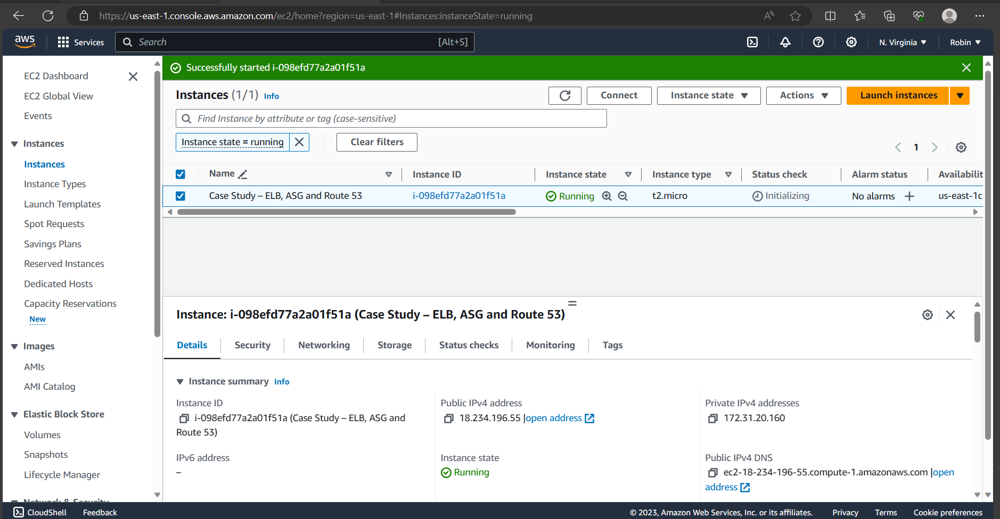 https://us-east-1.console.aws.amazon.com/ec2/home?region=us-east-1#Instances:instanceState=running
aws
Services
Search
[Alt+S]
N. Virginia
Robin
EC2 Dashboard
EC2 Global View
Events
Instances
Instances
Instance Types
Launch Templates
Spot Requests
Savings Plans
Reserved Instances
Dedicated Hosts
Capacity Reservations
New
Images
AMIs
AMI Catalog
Elastic Block Store
Volumes
Snapshots
Lifecycle Manager
Network & Security
Successfully started i-098efd77a2a01f51a
Instances (1/1) Info
Connect
Instance state
Actions
Launch instances
Find Instance by attribute or tag (case-sensitive)
Instance state = running
Clear filters
1
Name Instance ID Instance state Instance type Status check Alarm status Availabilit
Case Study – ELB, ASG and Route 53 i-098efd77a2a01f51a Running t2.micro Initializing No alarms us-east-1c
Instance: i-098efd77a2a01f51a (Case Study – ELB, ASG and Route 53)
Details Security Networking Storage Status checks Monitoring Tags
Instance summary Info
Instance ID
i-098efd77a2a01f51a (Case Study – ELB, ASG and
Route 53)
Public IPv4 address
18.234.196.55 |open address
Private IPv4 addresses
172.31.20.160
IPv6 address
–
Instance state
Running
Public IPv4 DNS
ec2-18-234-196-55.compute-1.amazonaws.com |open
address
CloudShell Feedback © 2023, Amazon Web Services, Inc. or its affiliates. Privacy Terms Cookie preferences